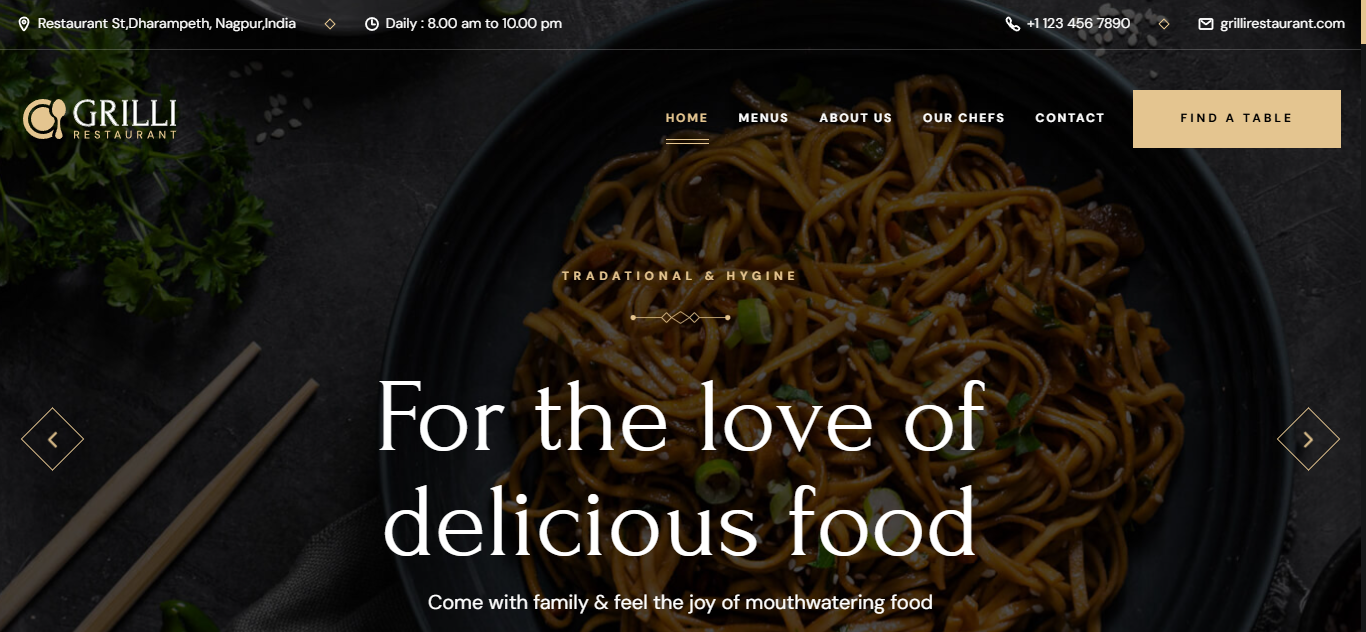 Restaurant St,Dharampeth, Nagpur,India
Daily : 8.00 am to 10.00 pm
+1 123 456 7890
grillirestaurant.com
GRILLI
RESTAURANT
HOME
MENUS
ABOUT US
OUR CHEFS
CONTACT
FIND A TABLE
TRADATIONAL & HYGINE
For the love of
delicious food
Come with family & feel the joy of mouthwatering food